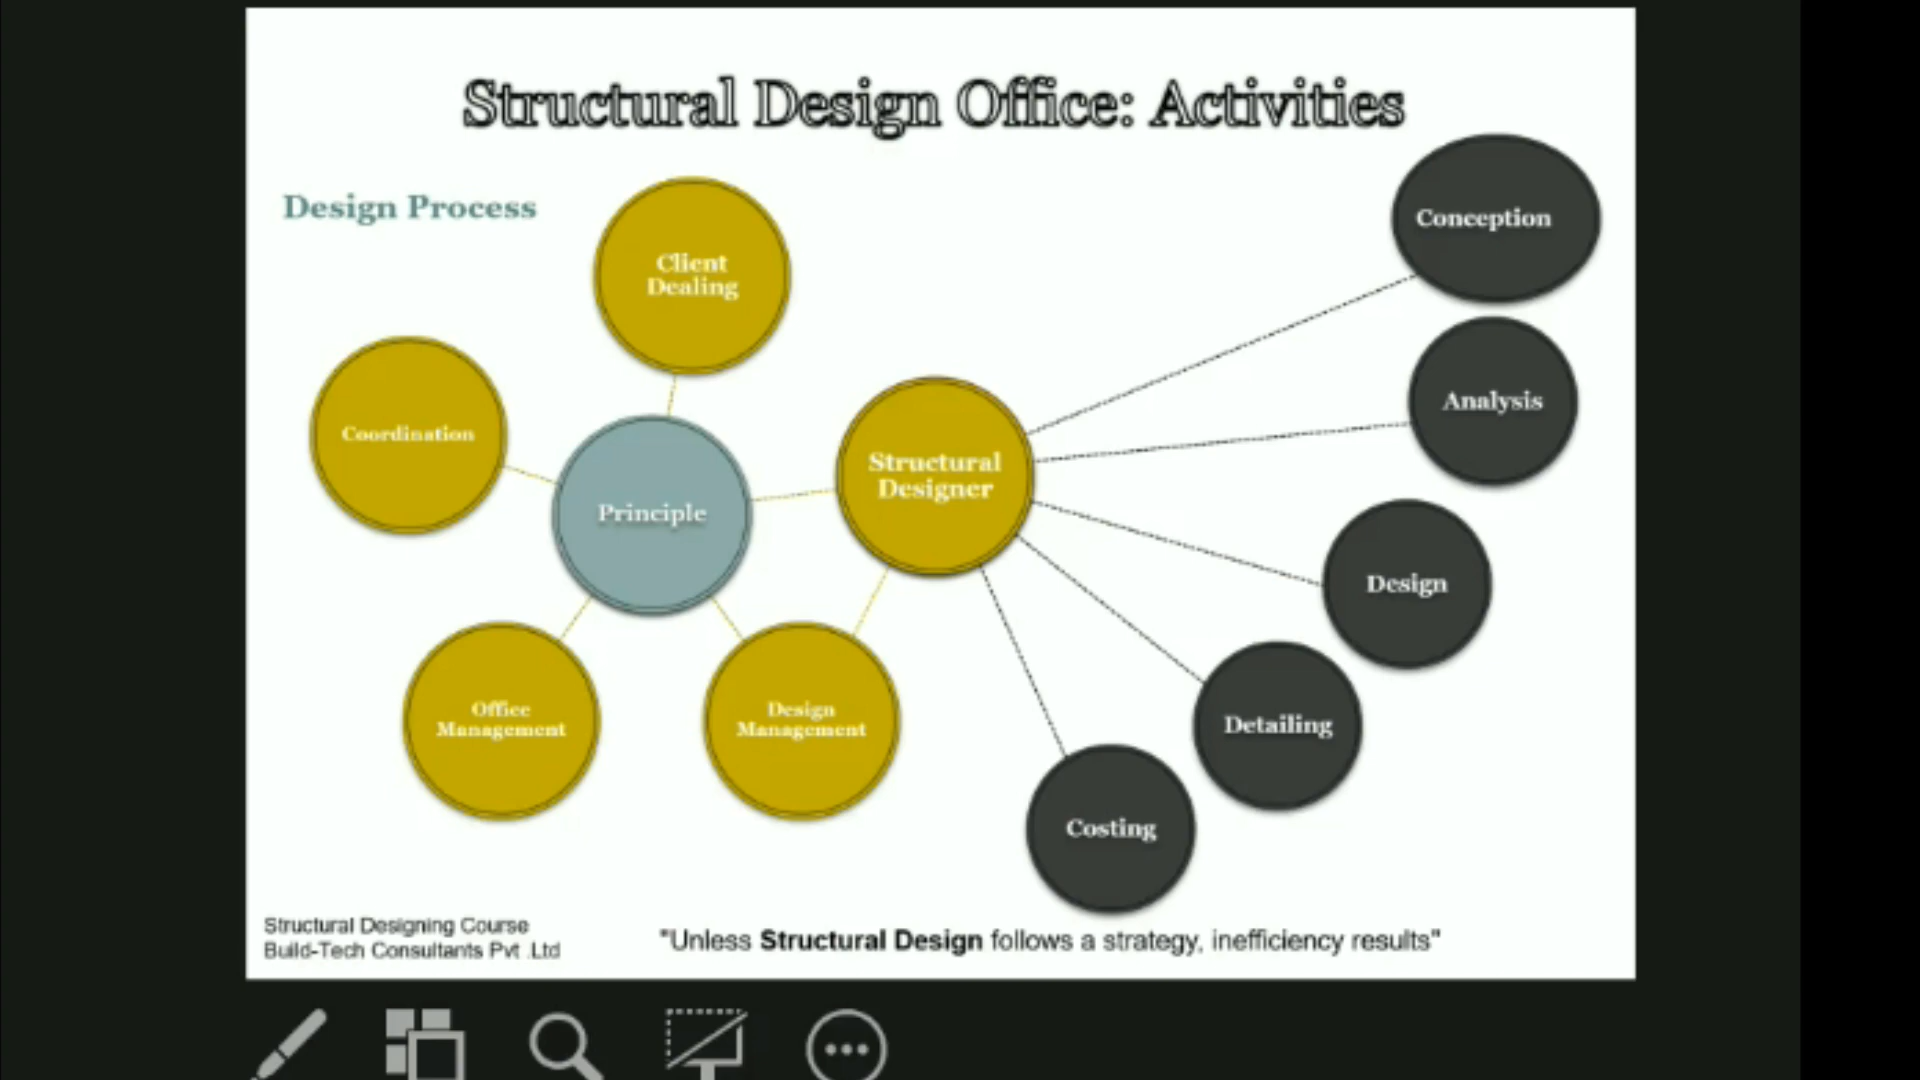 Structural Design Office: Activities
Design Process
Client
Dealing
Coordination
Principle
Structural
Designer
Office
Management
Design
Management
Conception
Analysis
Design
Detailing
Costing
Structural Designing Course
Build-Tech Consultants Pvt .Ltd
"Unless Structural Design follows a strategy, inefficiency results"